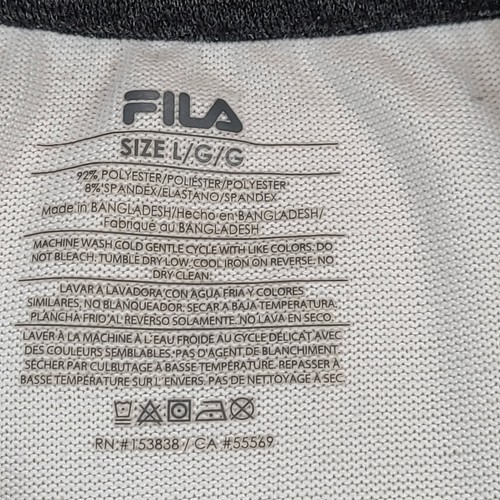 FILA
SIZE L/G/G
92% POLYESTER/POLIÉSTER/POLYESTER
8% SPANDEX/ELASTANO/SPANDEX
Made in BANGLADESH/Hecho en BANGLADESH/
Fabriqué au BANGLADESH
MACHINE WASH COLD GENTLE CYCLE WITH LIKE COLORS. DO
NOT BLEACH. TUMBLE DRY LOW. COOL IRON ON REVERSE. NO
DRY CLEAN.
LAVAR A LAVADORA CON AGUA FRIA Y COLORES
SIMILARES, NO BLANQUEADOR. SECAR A BAJA TEMPERATURA.
PLANCHA FRIO AL REVERSO SOLAMENTE. NO LAVA EN SECO.
LAVER À LA MACHINE À L'EAU FROIDE AU CYCLE DÉLICAT AVEC
DES COULEURS SEMBLABLES. PAS D'AGENT DE BLANCHIMENT.
SÉCHER PAR CULBUTAGE À BASSE TEMPÉRATURE. REPASSER À
BASSE TEMPÉRATURE SUR L'ENVERS. PAS DE NETTOYAGE À SEC.
RN #153838 / CA #55569